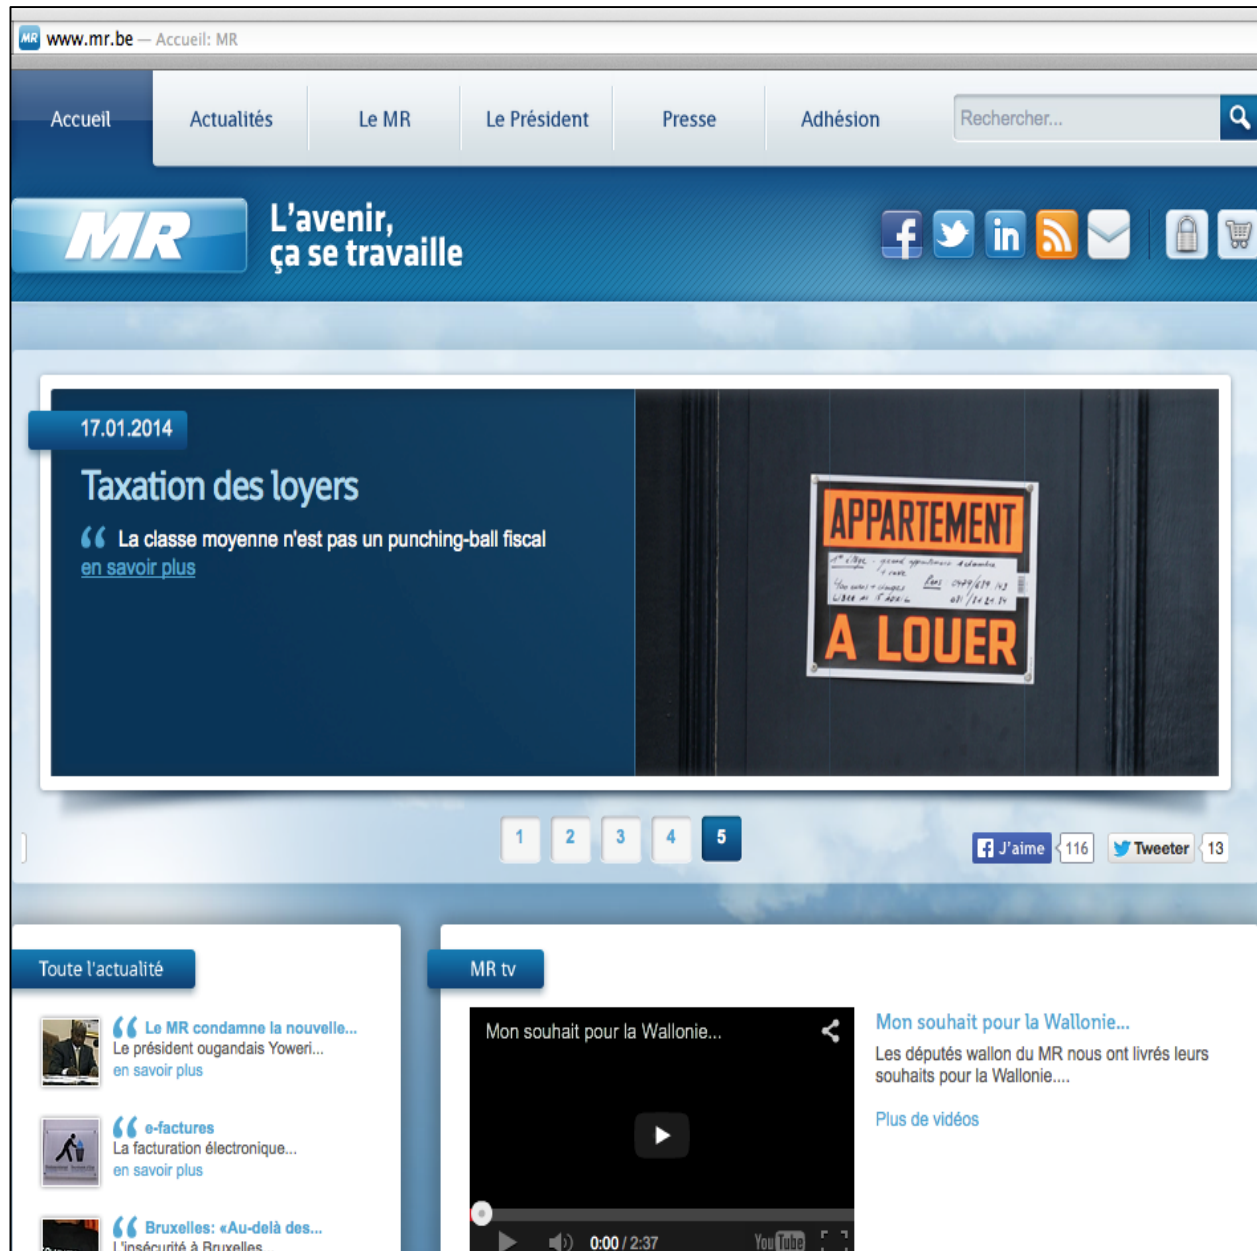 MR www.mr.be — Accueil: MR
Accueil
Actualités
Le MR
Le Président
Presse
Adhésion
Rechercher...
MR
L'avenir,
ça se travaille
17.01.2014
Taxation des loyers
La classe moyenne n'est pas un punching-ball fiscal
en savoir plus
APPARTEMENT
A LOUER
1 2 3 4 5
J'aime 116 Tweeter 13
Toute l'actualité
Le MR condamne la nouvelle...
Le président ougandais Yoweri...
en savoir plus
e-factures
La facturation électronique...
en savoir plus
Bruxelles: «Au-delà des...
L'insécurité à Bruxelles...
MR tv
Mon souhait pour la Wallonie...
0:00 / 2:37 YouTube
Mon souhait pour la Wallonie...
Les députés wallon du MR nous ont livrés leurs
souhaits pour la Wallonie....
Plus de vidéos